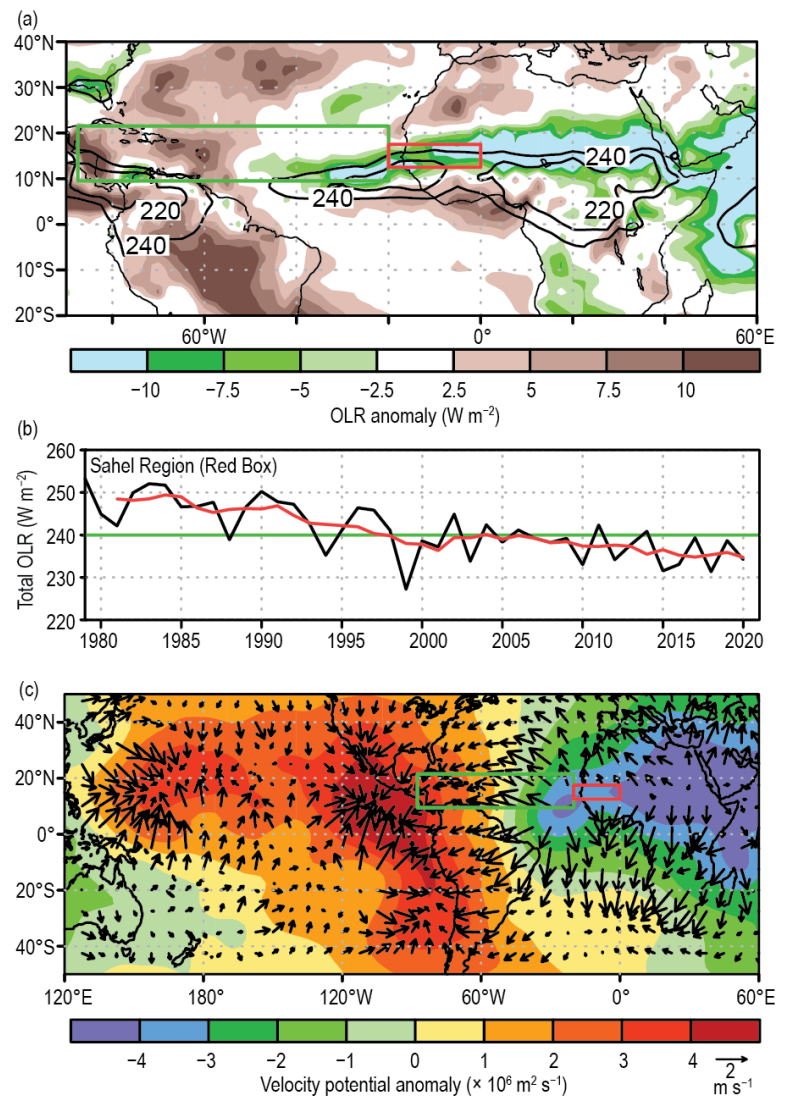 (a)
40°N
30°N
20°N
10°N
0°
10°S
20°S
240
220
240
240
220
60°W 0° 60°E
−10 −7.5 −5 −2.5 2.5 5 7.5 10
OLR anomaly (W m⁻²)
(b)
260
250
240
230
220
Total OLR (W m⁻²)
Sahel Region (Red Box)
1980 1985 1990 1995 2000 2005 2010 2015 2020
(c)
40°N
20°N
0°
20°S
40°S
120°E 180° 120°W 60°W 0° 60°E
−4 −3 −2 −1 0 1 2 3 4
2
m s⁻¹
Velocity potential anomaly (× 10⁶ m² s⁻¹)